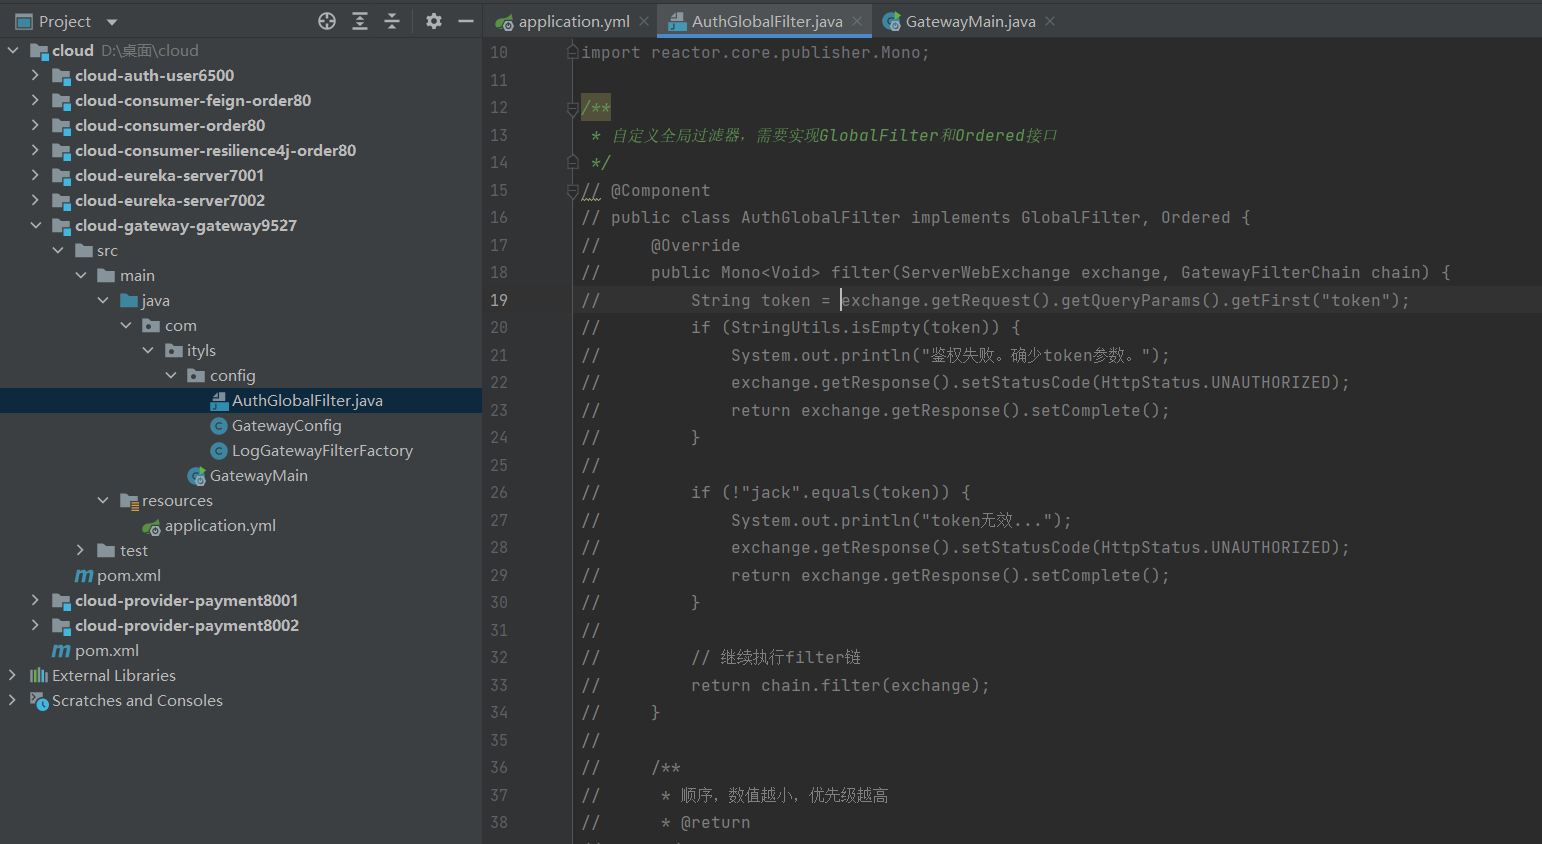 Project
cloud D:\桌面\cloud
cloud-auth-user6500
cloud-consumer-feign-order80
cloud-consumer-order80
cloud-consumer-resilience4j-order80
cloud-eureka-server7001
cloud-eureka-server7002
cloud-gateway-gateway9527
src
main
java
com
ityls
config
AuthGlobalFilter.java
GatewayConfig
LogGatewayFilterFactory
GatewayMain
resources
application.yml
test
pom.xml
cloud-provider-payment8001
cloud-provider-payment8002
pom.xml
External Libraries
Scratches and Consoles
application.yml AuthGlobalFilter.java GatewayMain.java
10 import reactor.core.publisher.Mono;
11
12 /**
13  * 自定义全局过滤器，需要实现GlobalFilter和Ordered接口
14  */
15 // @Component
16 // public class AuthGlobalFilter implements GlobalFilter, Ordered {
17 //     @Override
18 //     public Mono<Void> filter(ServerWebExchange exchange, GatewayFilterChain chain) {
19 //         String token = exchange.getRequest().getQueryParams().getFirst("token");
20 //         if (StringUtils.isEmpty(token)) {
21 //             System.out.println("鉴权失败。确少token参数。");
22 //             exchange.getResponse().setStatusCode(HttpStatus.UNAUTHORIZED);
23 //             return exchange.getResponse().setComplete();
24 //         }
25 //
26 //         if (!"jack".equals(token)) {
27 //             System.out.println("token无效...");
28 //             exchange.getResponse().setStatusCode(HttpStatus.UNAUTHORIZED);
29 //             return exchange.getResponse().setComplete();
30 //         }
31 //
32 //         // 继续执行filter链
33 //         return chain.filter(exchange);
34 //     }
35 //
36 //     /**
37 //      * 顺序，数值越小，优先级越高
38 //      * @return